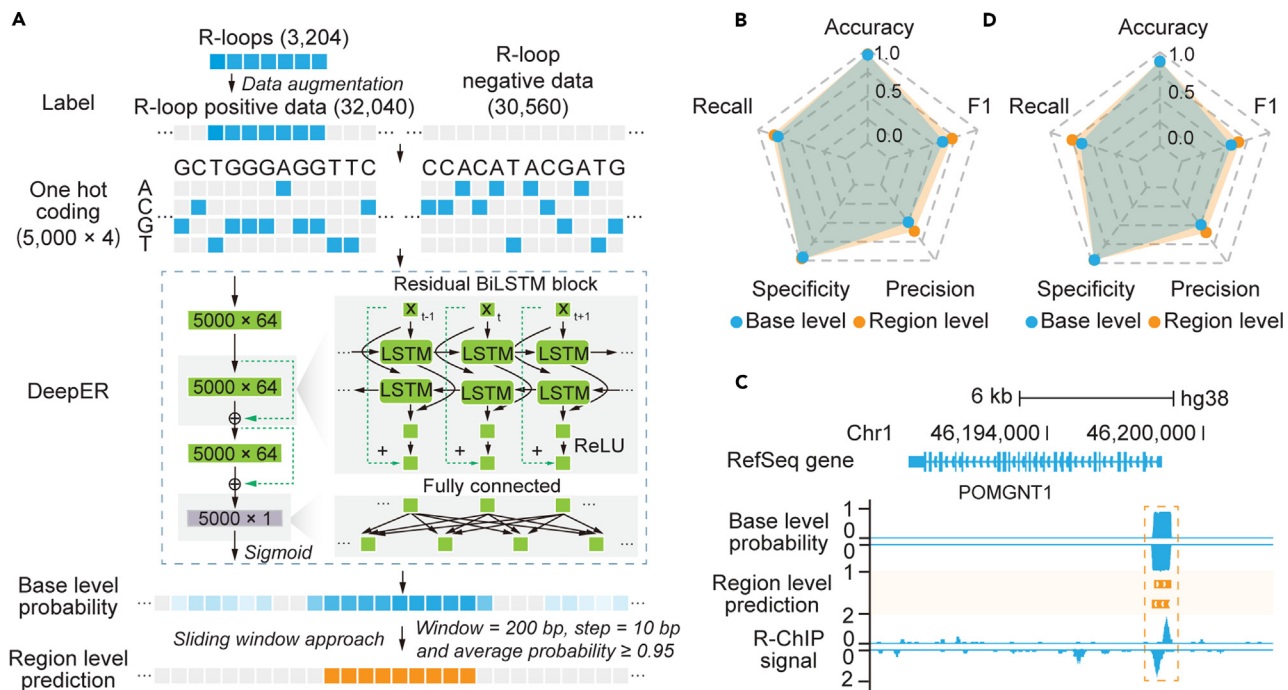 A
R-loops (3,204)
Data augmentation
R-loop positive data (32,040)
R-loop
negative data
(30,560)
Label
... ... ... ...
GCTGGGAGGTTC
CCACATACGATG
One hot
coding
(5,000 × 4)
A
C
G
T
... ... ... ...
DeepER
5000 × 64
5000 × 64
5000 × 64
5000 × 1
Sigmoid
Residual BiLSTM block
X t-1 X t X t+1
... LSTM LSTM LSTM ...
... LSTM LSTM LSTM ...
+ + + ReLU
Fully connected
... ...
... ...
Base level
probability
... ...
Sliding window approach
Window = 200 bp, step = 10 bp
and average probability ≥ 0.95
Region level
prediction
... ...
B
Accuracy
1.0
0.5
0.0
Recall
F1
Specificity
Precision
Base level
Region level
D
Accuracy
1.0
0.5
0.0
Recall
F1
Specificity
Precision
Base level
Region level
C
6 kb
hg38
Chr1
46,194,000
46,200,000
RefSeq gene
POMGNT1
Base level
probability
1
0
0
1
Region level
prediction
R-ChIP
signal
2
0
0
2